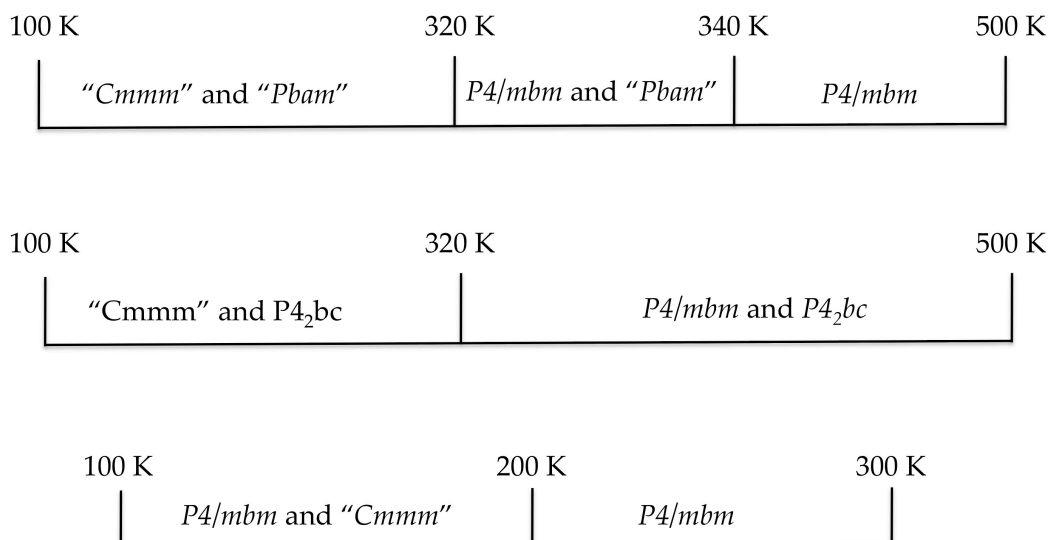 100 K 320 K 340 K 500 K
“Cmmm” and “Pbam” P4/mbm and “Pbam” P4/mbm
100 K 320 K 500 K
“Cmmm” and P4₂bc P4/mbm and P4₂bc
100 K 200 K 300 K
P4/mbm and “Cmmm” P4/mbm